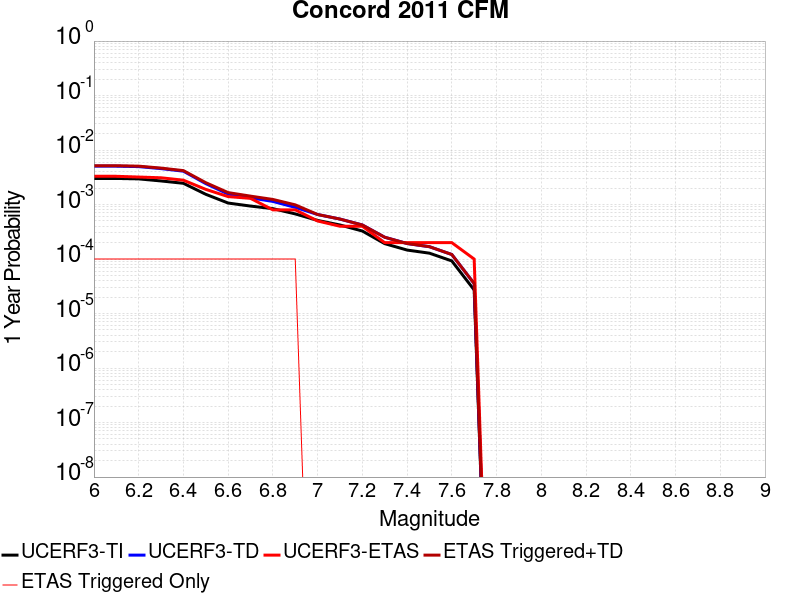 Concord 2011 CFM
1 Year Probability
10^0
10^-1
10^-2
10^-3
10^-4
10^-5
10^-6
10^-7
10^-8
6 6.2 6.4 6.6 6.8 7 7.2 7.4 7.6 7.8 8 8.2 8.4 8.6 8.8 9
Magnitude
UCERF3-TI UCERF3-TD UCERF3-ETAS ETAS Triggered+TD
ETAS Triggered Only